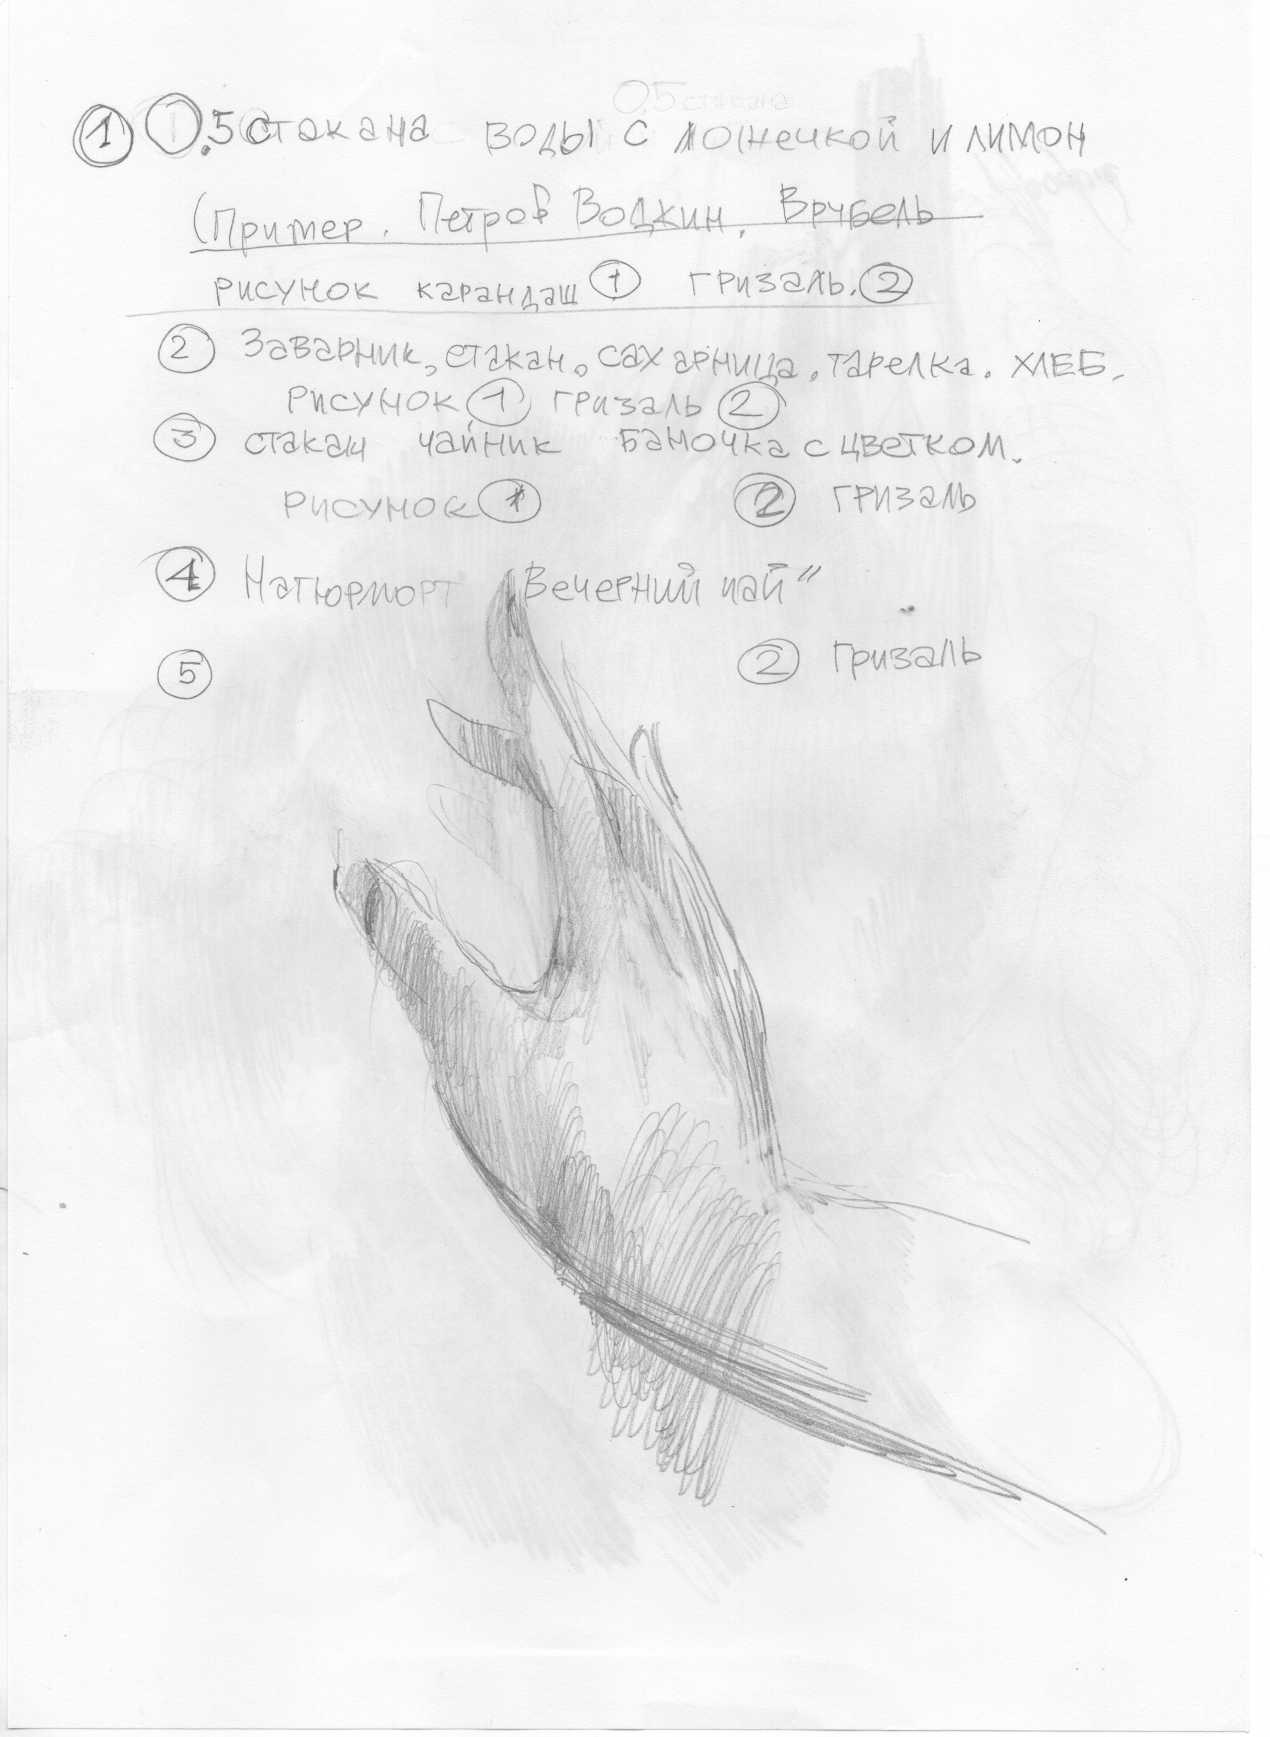 ① 0.5 стакана воды с ложечкой и лимон
(Пример. Петров Водкин. Врубель
рисунок карандаш ① гризаль. ②
② Заварник, стакан, сахарница, тарелка. хлеб.
рисунок ① гризаль ②
③ стакан чайник баночка с цветком.
рисунок ① ② гризаль
④ Натюрморт "Вечерний чай"
⑤ ② гризаль